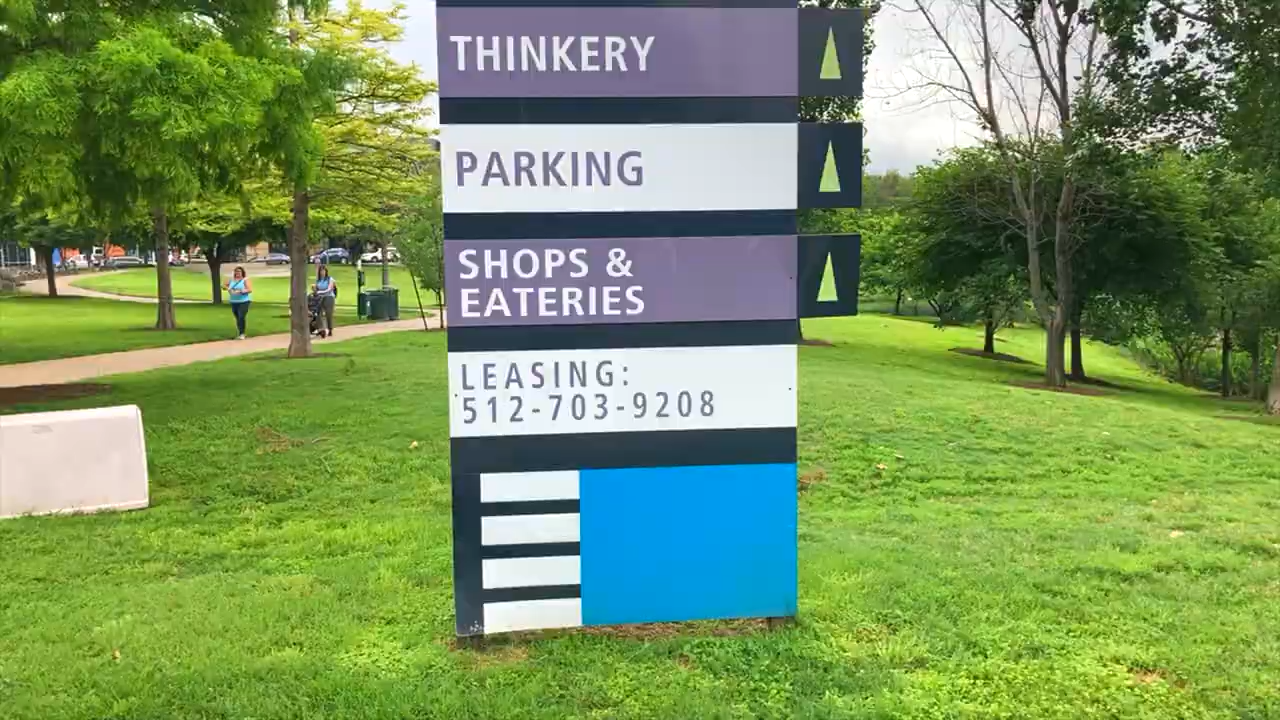 THINKERY
PARKING
SHOPS &
EATERIES
LEASING:
512-703-9208